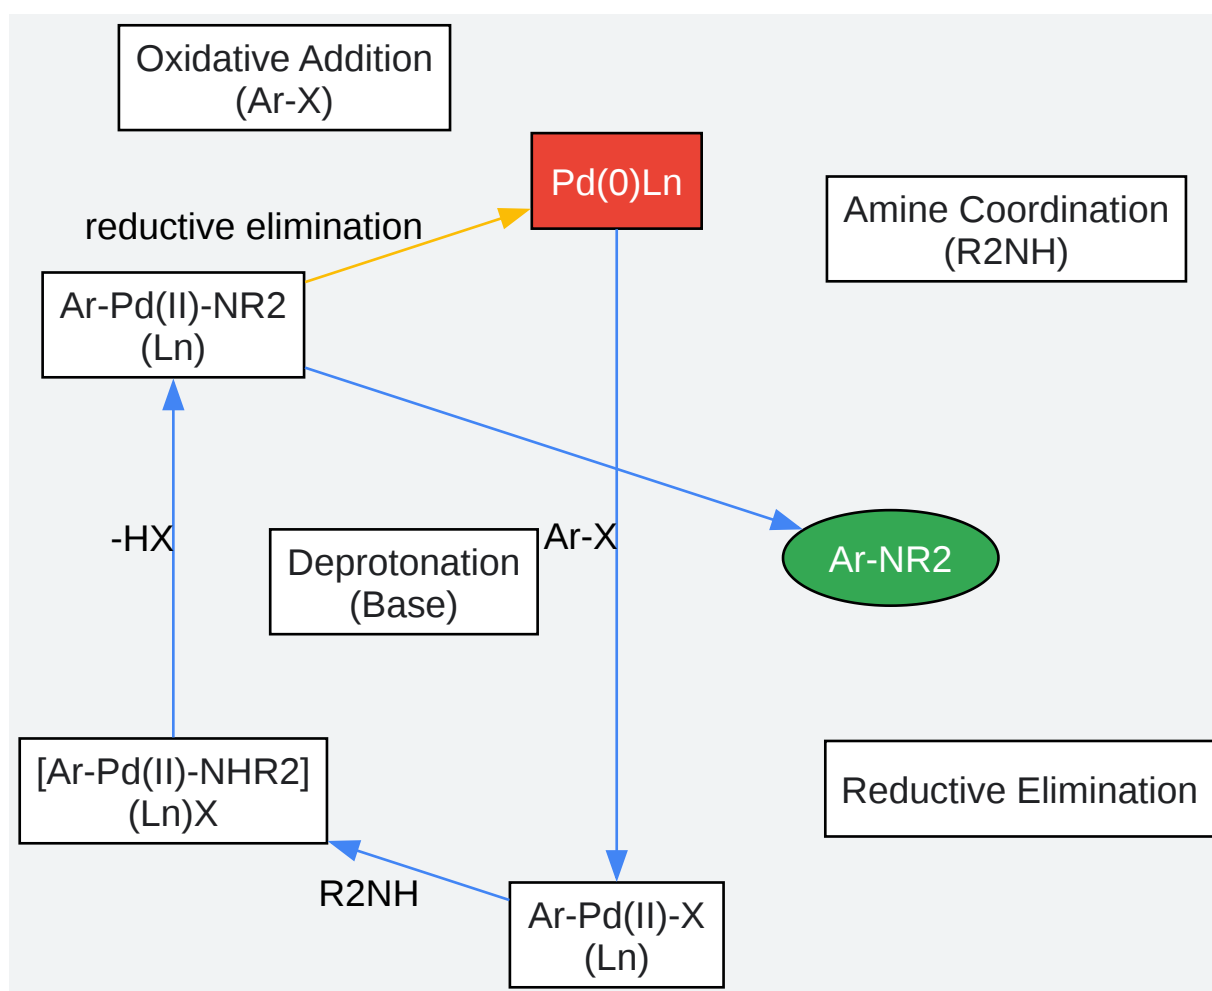 Oxidative Addition
(Ar-X)
Pd(0)Ln
Amine Coordination
(R2NH)
reductive elimination
Ar-Pd(II)-NR2
(Ln)
-HX
Deprotonation
(Base)
Ar-X
Ar-NR2
[Ar-Pd(II)-NHR2]
(Ln)X
Reductive Elimination
R2NH
Ar-Pd(II)-X
(Ln)